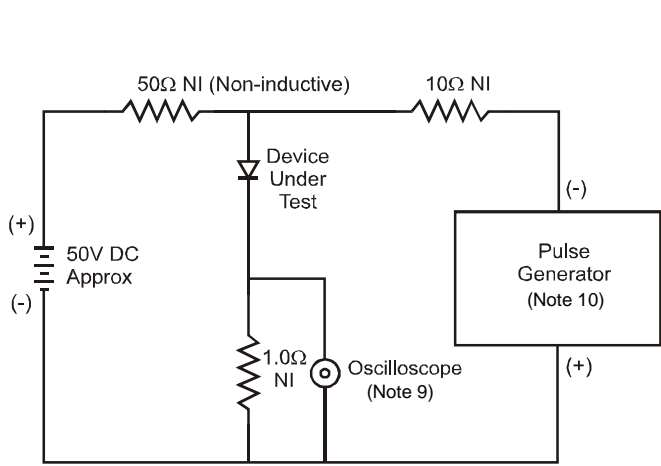 50Ω NI (Non-inductive)
10Ω NI
Device
Under
Test
(-)
(+)
50V DC
Approx
(-)
Pulse
Generator
(Note 10)
1.0Ω
NI
Oscilloscope
(Note 9)
(+)